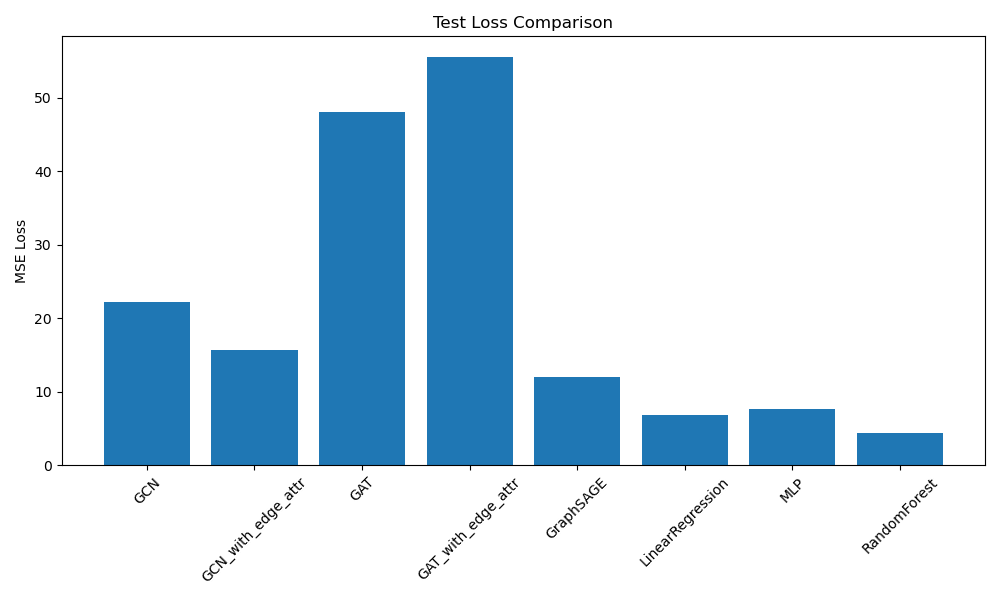 Test Loss Comparison
MSE Loss
50
40
30
20
10
0
GCN
GCN_with_edge_attr
GAT
GAT_with_edge_attr
GraphSAGE
LinearRegression
MLP
RandomForest